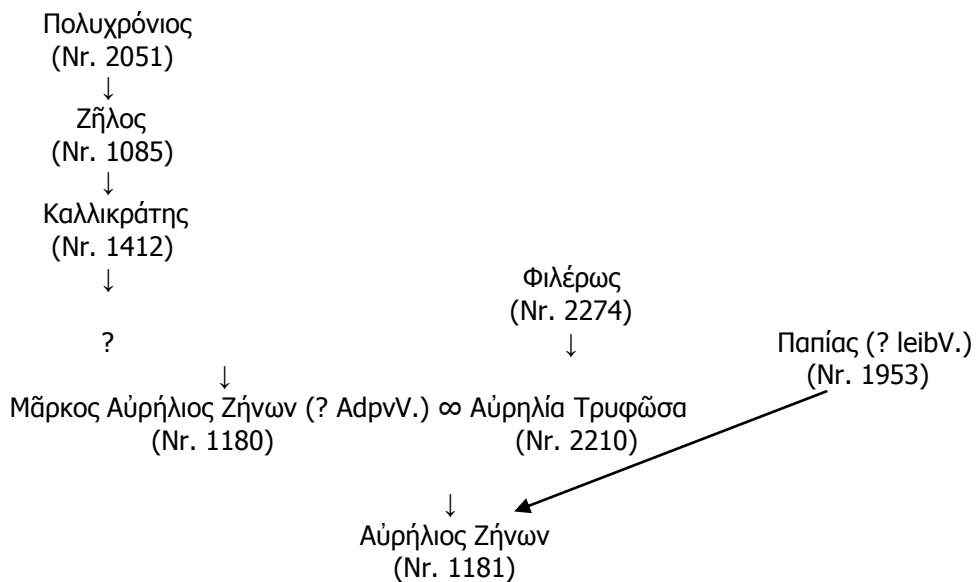 Πολυχρόνιος
(Nr. 2051)
↓
Ζῆλος
(Nr. 1085)
↓
Καλλικράτης
(Nr. 1412)
↓
Φιλέρως
(Nr. 2274)
? ↓ Παπίας (? leibV.)
(Nr. 1953)
↓
Μᾶρκος Αὐρήλιος Ζήνων (? AdpvV.) ∞ Αὐρηλία Τρυφῶσα
(Nr. 1180) (Nr. 2210)
↓
Αὐρήλιος Ζήνων
(Nr. 1181)